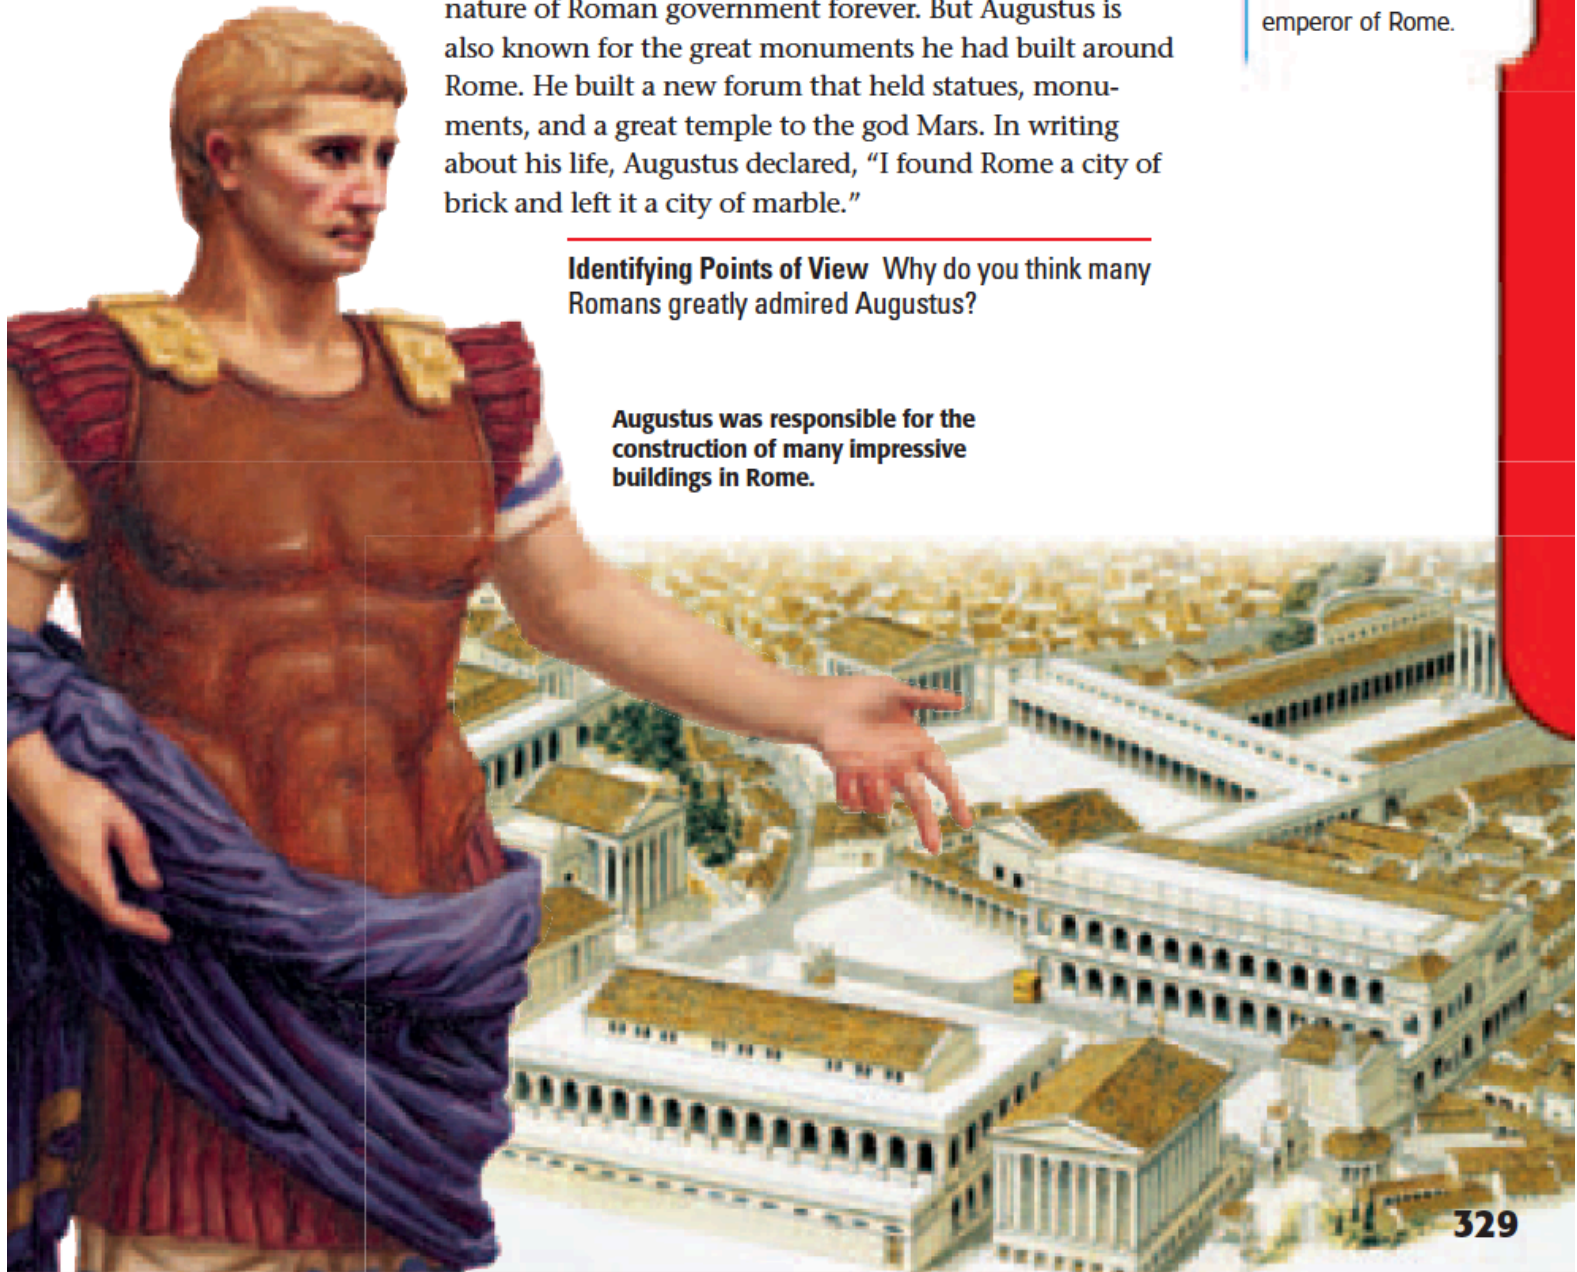 nature of Roman government forever. But Augustus is
also known for the great monuments he had built around
Rome. He built a new forum that held statues, monu-
ments, and a great temple to the god Mars. In writing
about his life, Augustus declared, “I found Rome a city of
brick and left it a city of marble.”
emperor of Rome.
Identifying Points of View Why do you think many
Romans greatly admired Augustus?
Augustus was responsible for the
construction of many impressive
buildings in Rome.
329